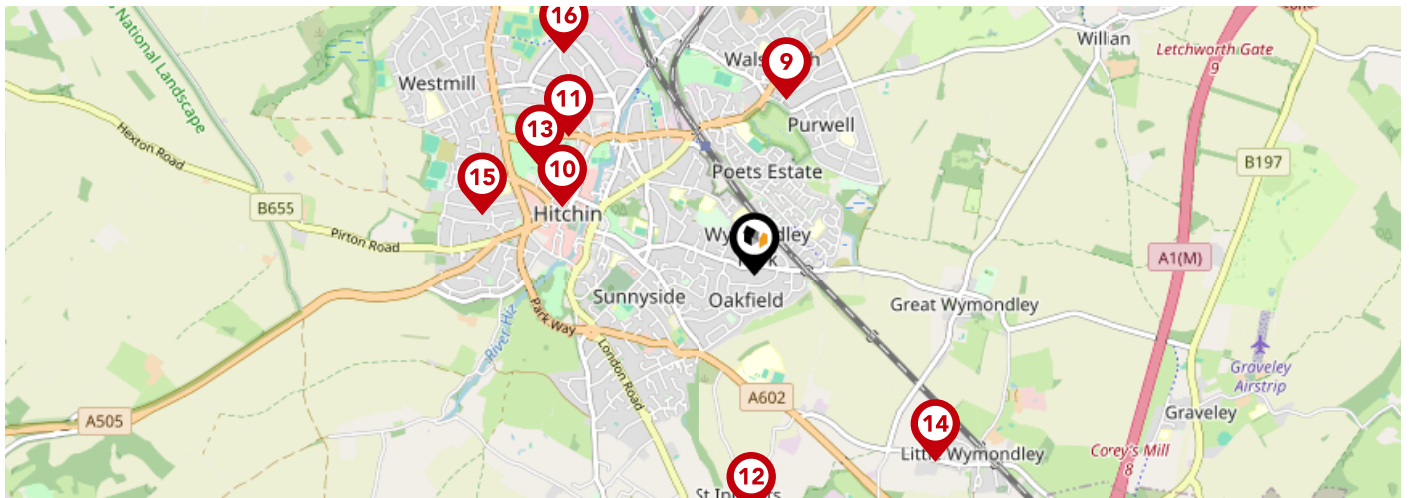 16
National Landscape
Westmill
Willian
Letchworth Gate
9
9
11
13
Purwell
Hexton Road
10
15
Poets Estate
B197
B655
Hitchin
Pirton Road
A1(M)
Sunnyside
Oakfield
Great Wymondley
Park Way
River Hiz
London Road
Graveley
Airstrip
A602
A505
Graveley
14
Little Wymondley
Corey's Mill
8
12